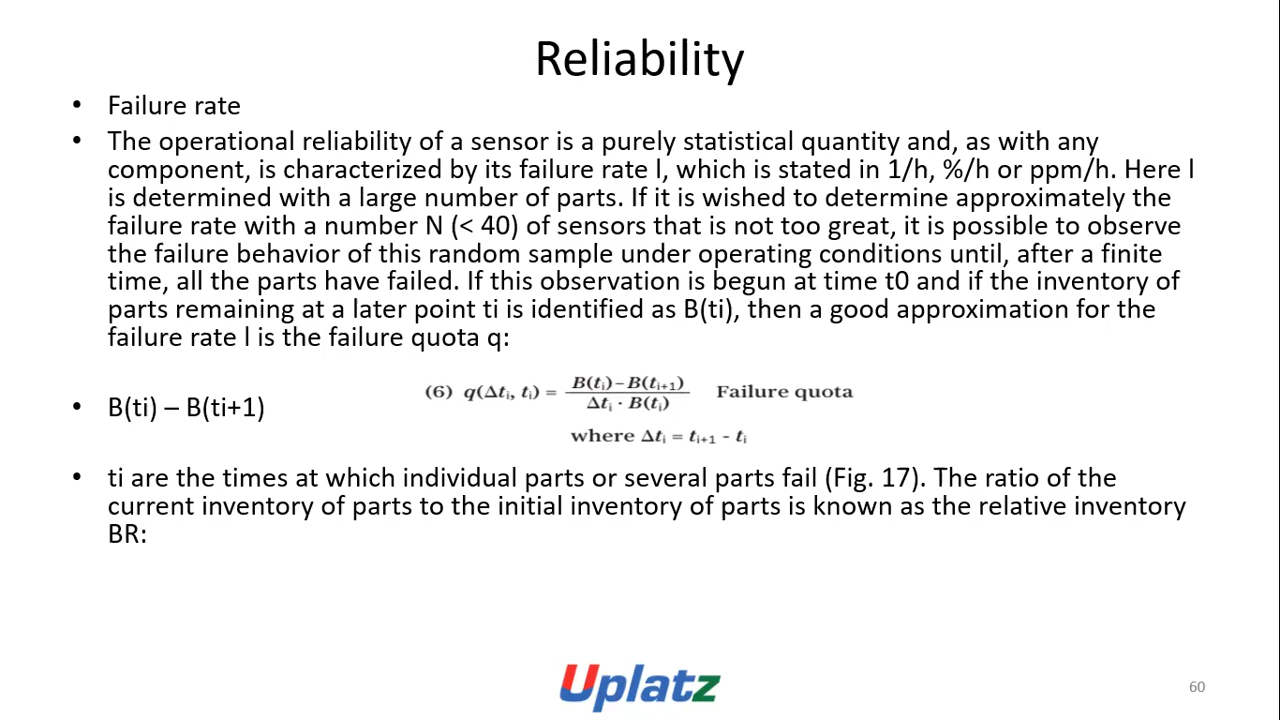 Reliability
• Failure rate
• The operational reliability of a sensor is a purely statistical quantity and, as with any
component, is characterized by its failure rate l, which is stated in 1/h, %/h or ppm/h. Here l
is determined with a large number of parts. If it is wished to determine approximately the
failure rate with a number N (< 40) of sensors that is not too great, it is possible to observe
the failure behavior of this random sample under operating conditions until, after a finite
time, all the parts have failed. If this observation is begun at time t0 and if the inventory of
parts remaining at a later point ti is identified as B(ti), then a good approximation for the
failure rate l is the failure quota q:
(6) q(Δtᵢ, tᵢ) = B(tᵢ)−B(tᵢ₊₁) / Δtᵢ · B(tᵢ) Failure quota
where Δtᵢ = tᵢ₊₁ - tᵢ
• B(ti) – B(ti+1)
• ti are the times at which individual parts or several parts fail (Fig. 17). The ratio of the
current inventory of parts to the initial inventory of parts is known as the relative inventory
BR:
Uplatz
60